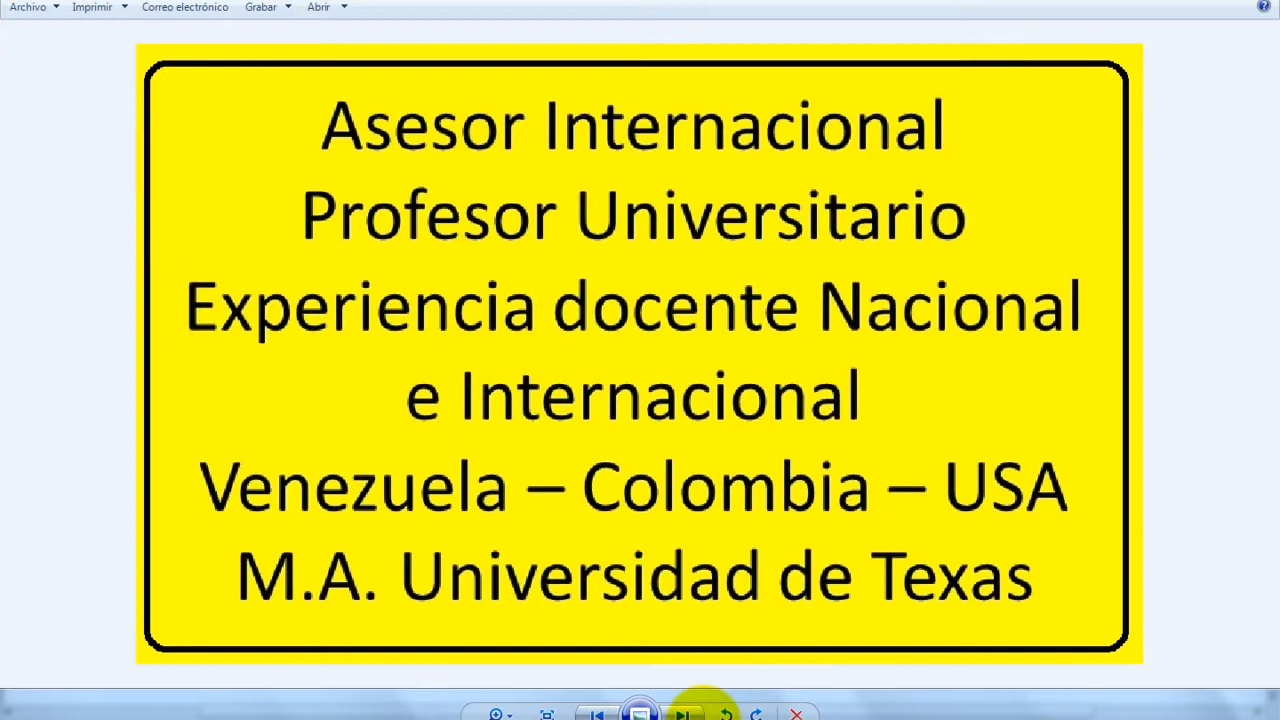 Archivo Imprimir Correo electrónico Grabar Abrir
Asesor Internacional
Profesor Universitario
Experiencia docente Nacional
e Internacional
Venezuela – Colombia – USA
M.A. Universidad de Texas